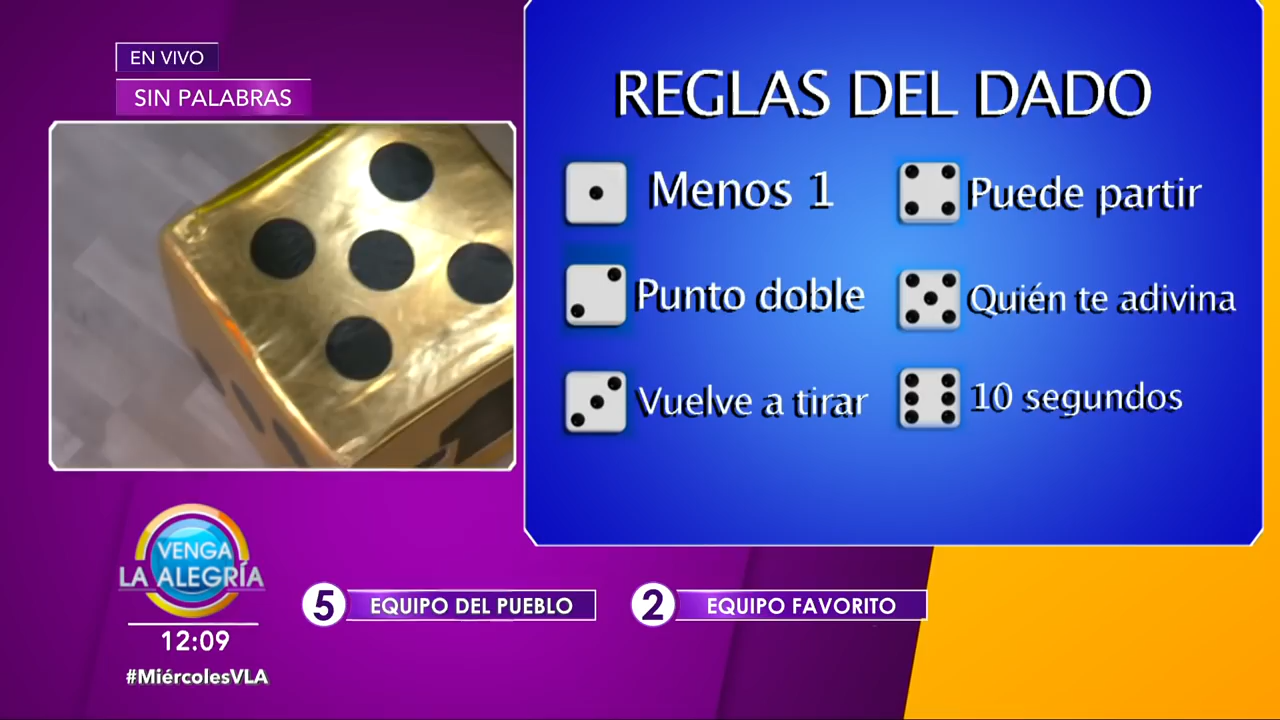 EN VIVO
SIN PALABRAS
REGLAS DEL DADO
Menos 1
Puede partir
Punto doble
Quién te adivina
Vuelve a tirar
10 segundos
VENGA
LA ALEGRÍA
12:09
#MiércolesVLA
5 EQUIPO DEL PUEBLO
2 EQUIPO FAVORITO